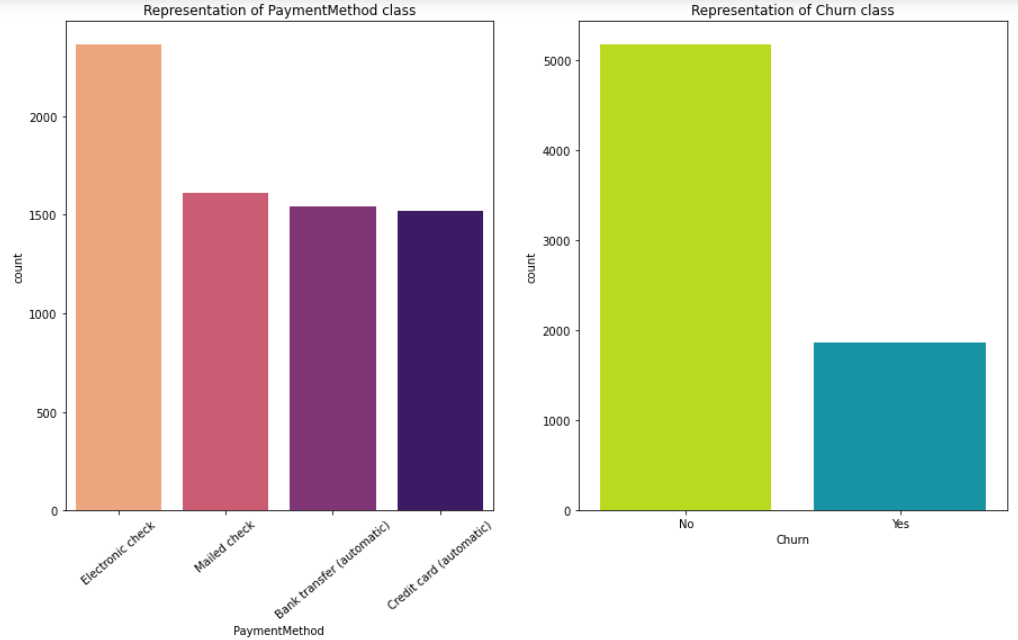 Representation of PaymentMethod class
count
2000
1500
1000
500
0
Electronic check
Mailed check
Bank transfer (automatic)
Credit card (automatic)
PaymentMethod
Representation of Churn class
count
5000
4000
3000
2000
1000
0
No
Yes
Churn